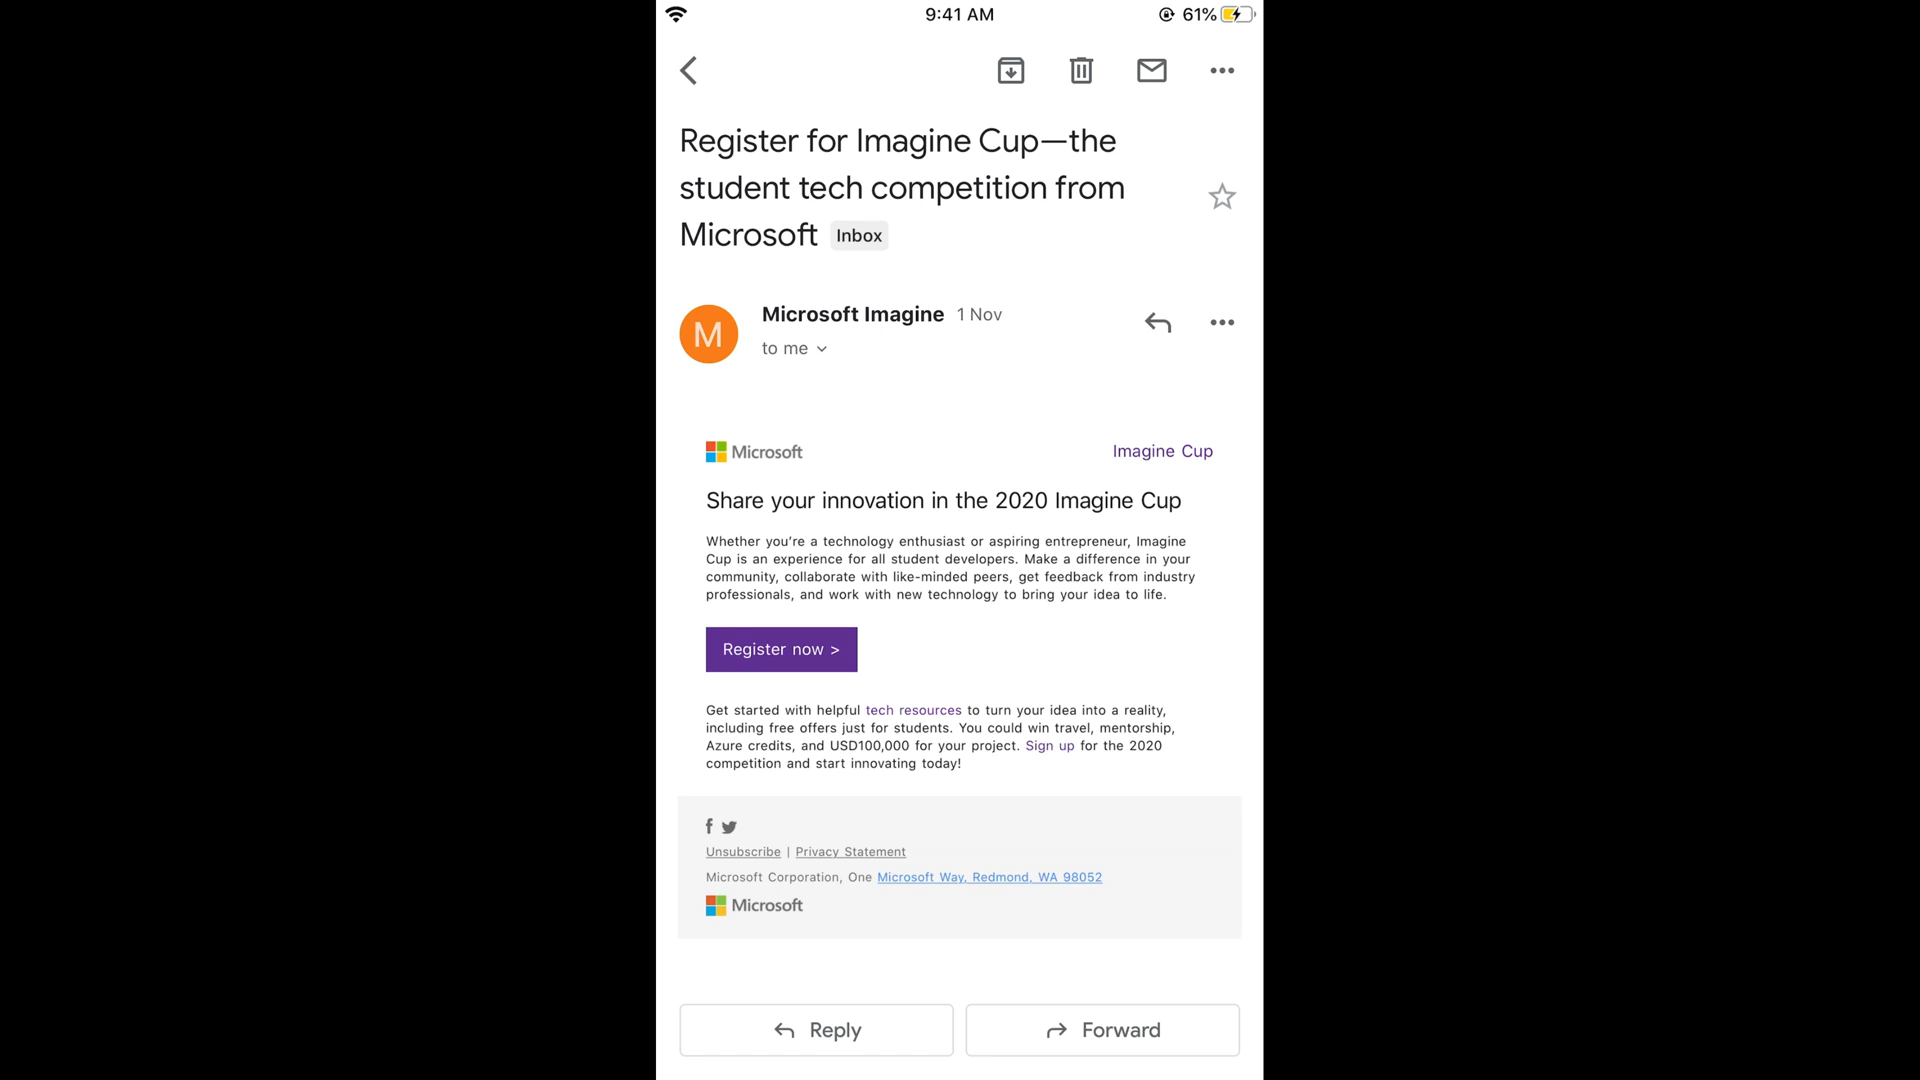 9:41 AM
61%
Register for Imagine Cup—the
student tech competition from
Microsoft Inbox
M
Microsoft Imagine 1 Nov
to me
Microsoft
Imagine Cup
Share your innovation in the 2020 Imagine Cup
Whether you’re a technology enthusiast or aspiring entrepreneur, Imagine
Cup is an experience for all student developers. Make a difference in your
community, collaborate with like-minded peers, get feedback from industry
professionals, and work with new technology to bring your idea to life.
Register now >
Get started with helpful tech resources to turn your idea into a reality,
including free offers just for students. You could win travel, mentorship,
Azure credits, and USD100,000 for your project. Sign up for the 2020
competition and start innovating today!
Unsubscribe | Privacy Statement
Microsoft Corporation, One Microsoft Way, Redmond, WA 98052
Microsoft
Reply
Forward